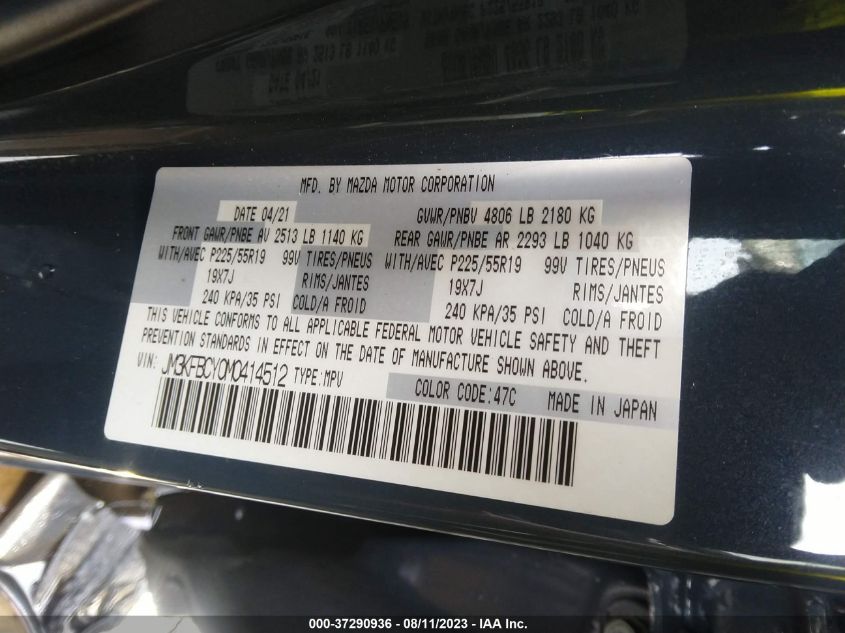 MFD. BY MAZDA MOTOR CORPORATION
DATE 04/21 GVWR/PNBV 4806 LB 2180 KG
FRONT GAWR/PNBE AV 2513 LB 1140 KG REAR GAWR/PNBE AR 2293 LB 1040 KG
WITH/AVEC P225/55R19 99V TIRES/PNEUS WITH/AVEC P225/55R19 99V TIRES/PNEUS
19X7J RIMS/JANTES 19X7J RIMS/JANTES
240 KPA/35 PSI COLD/A FROID 240 KPA/35 PSI COLD/A FROID
THIS VEHICLE CONFORMS TO ALL APPLICABLE FEDERAL MOTOR VEHICLE SAFETY AND THEFT
PREVENTION STANDARDS IN EFFECT ON THE DATE OF MANUFACTURE SHOWN ABOVE.
VIN: JM3KFBCY0M0414512 TYPE:MPV
COLOR CODE:47C MADE IN JAPAN
000-37290936 - 08/11/2023 - IAA Inc.